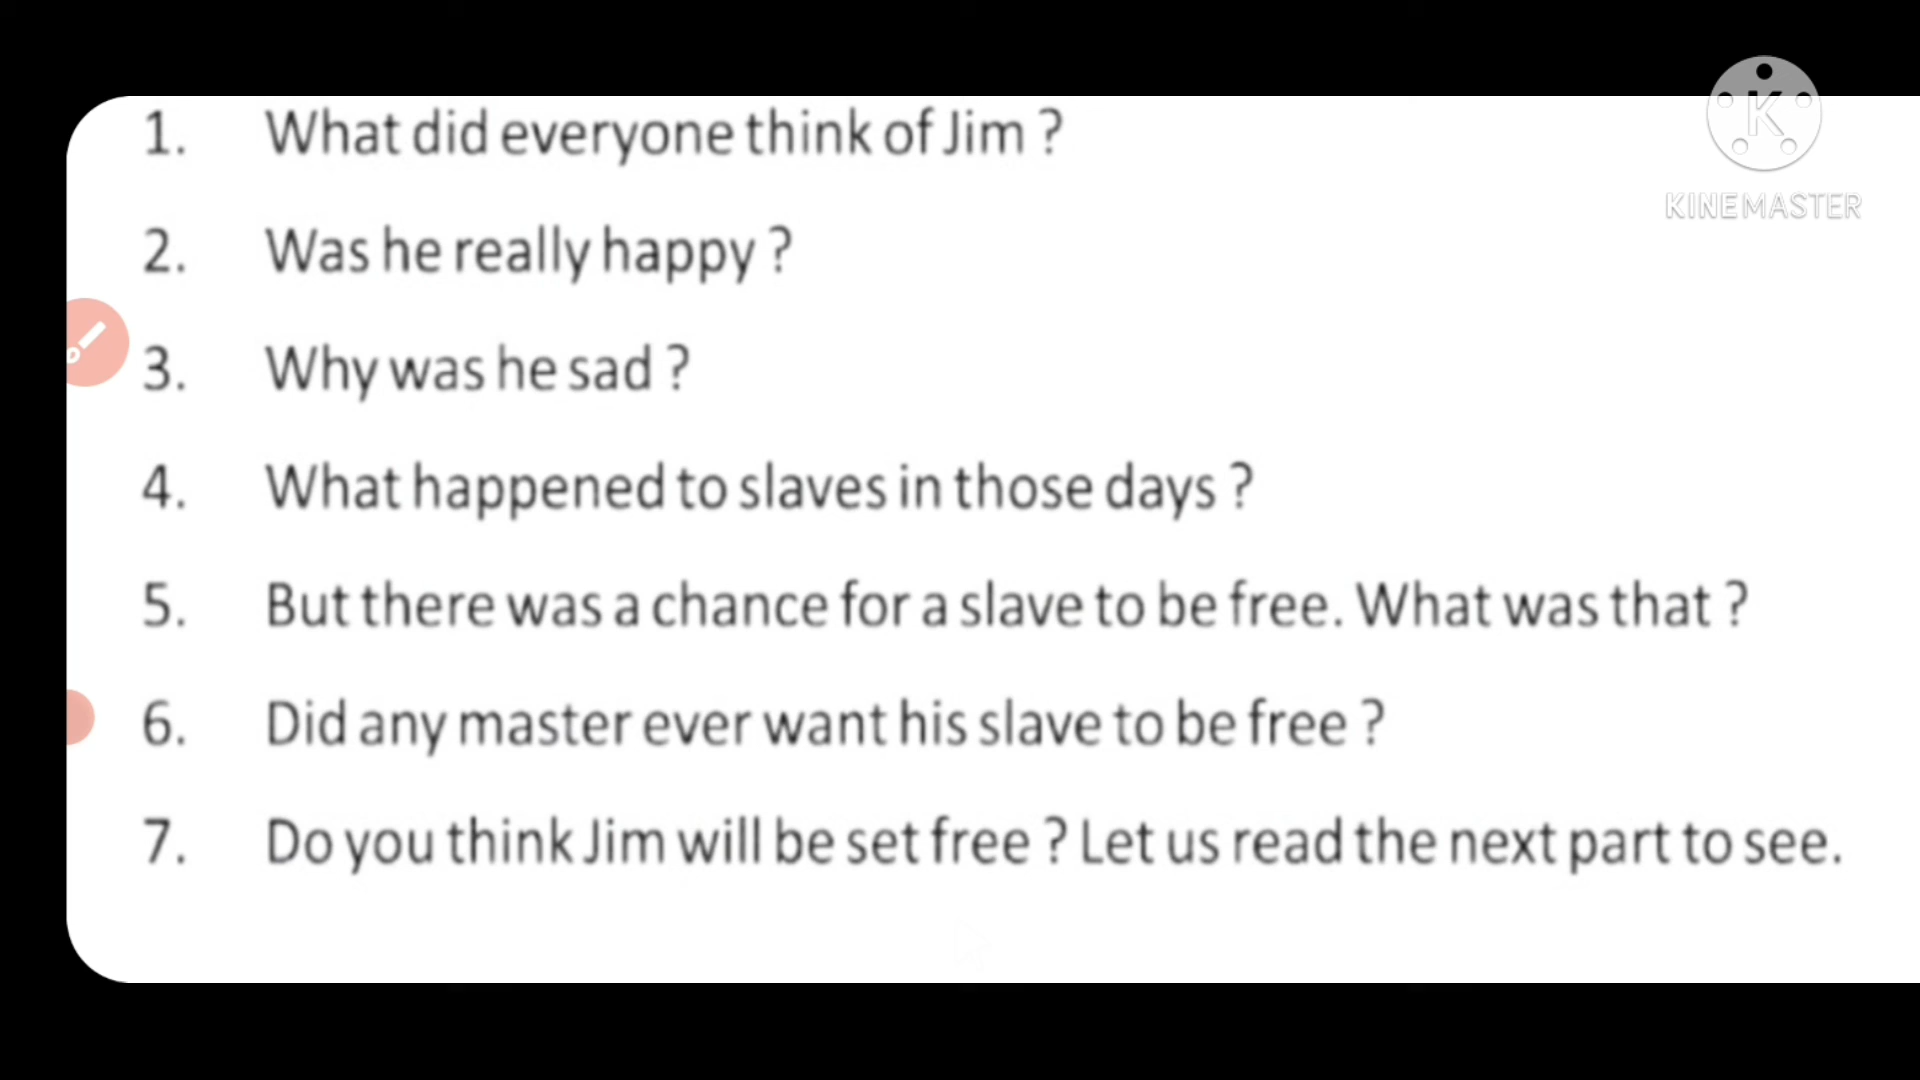 K
KINEMASTER
1. What did everyone think of Jim ?
2. Was he really happy ?
3. Why was he sad ?
4. What happened to slaves in those days ?
5. But there was a chance for a slave to be free. What was that ?
6. Did any master ever want his slave to be free ?
7. Do you think Jim will be set free ? Let us read the next part to see.